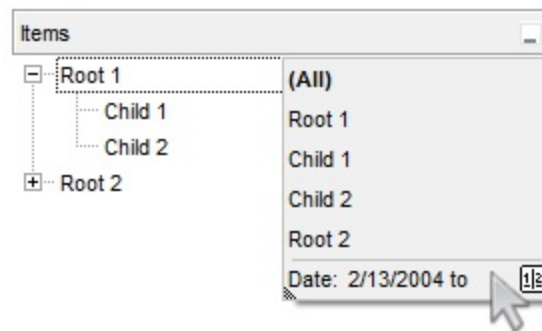 Items
Root 1
Child 1
Child 2
Root 2
(All)
Root 1
Child 1
Child 2
Root 2
Date: 2/13/2004 to